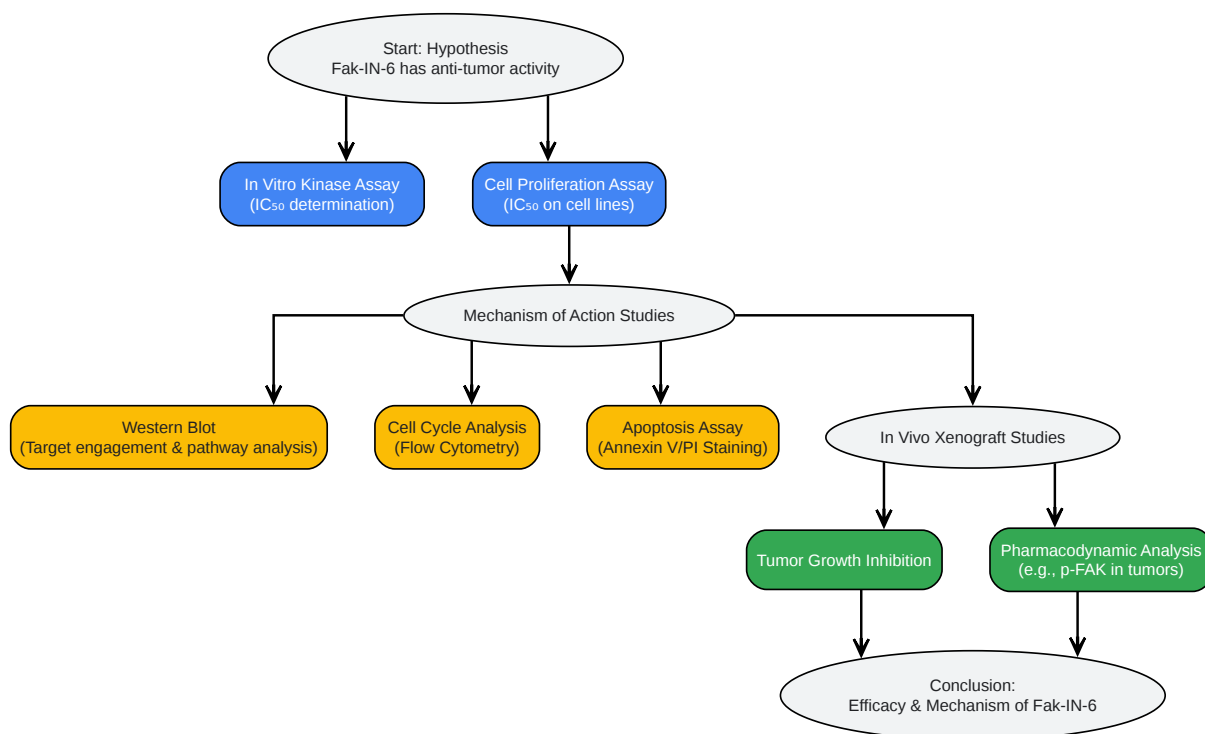 Start: Hypothesis
Fak-IN-6 has anti-tumor activity
In Vitro Kinase Assay
(IC₅₀ determination)
Cell Proliferation Assay
(IC₅₀ on cell lines)
Mechanism of Action Studies
Western Blot
(Target engagement & pathway analysis)
Cell Cycle Analysis
(Flow Cytometry)
Apoptosis Assay
(Annexin V/PI Staining)
In Vivo Xenograft Studies
Tumor Growth Inhibition
Pharmacodynamic Analysis
(e.g., p-FAK in tumors)
Conclusion:
Efficacy & Mechanism of Fak-IN-6